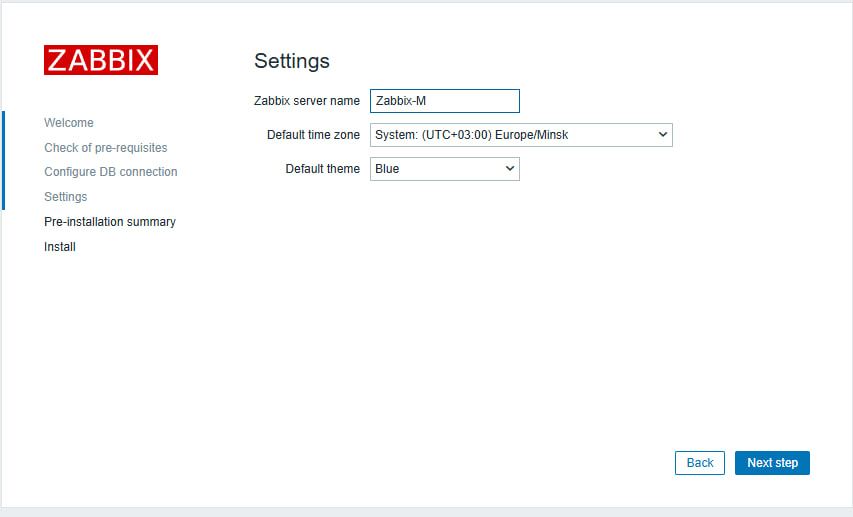 ZABBIX
Welcome
Check of pre-requisites
Configure DB connection
Settings
Pre-installation summary
Install
Settings
Zabbix server name Zabbix-M
Default time zone System: (UTC+03:00) Europe/Minsk
Default theme Blue
Back Next step